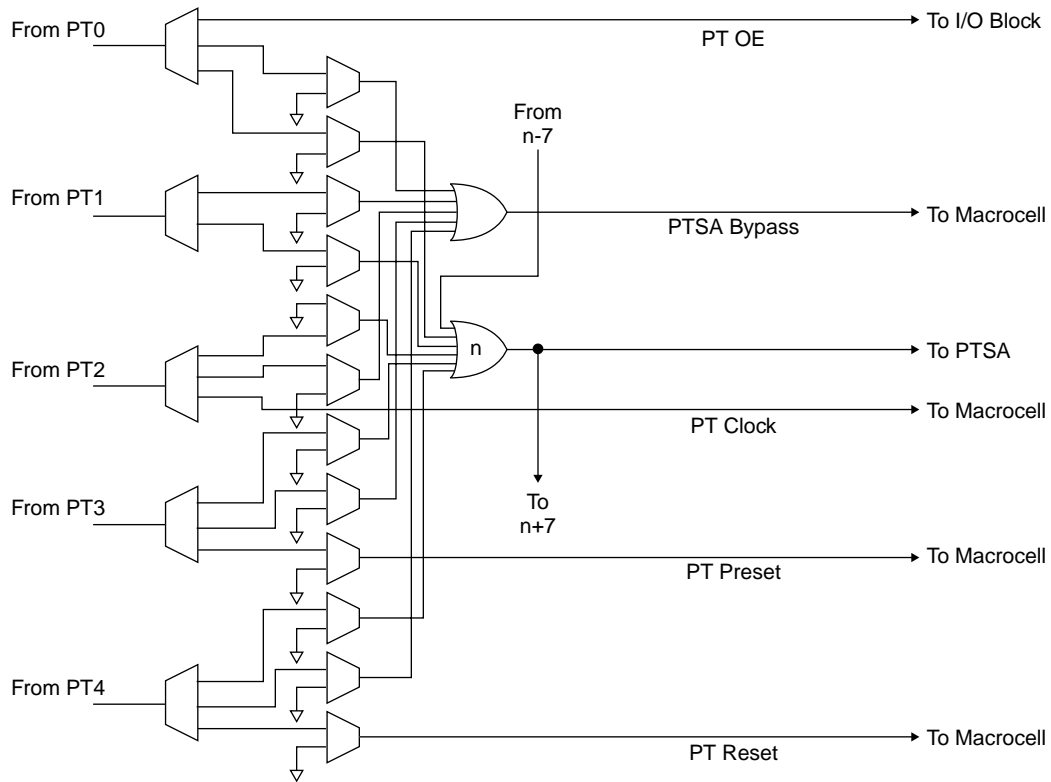 From PT0
PT OE
To I/O Block
From
n-7
From PT1
PTSA Bypass
To Macrocell
n
To PTSA
From PT2
PT Clock
To Macrocell
To
n+7
From PT3
PT Preset
To Macrocell
From PT4
PT Reset
To Macrocell